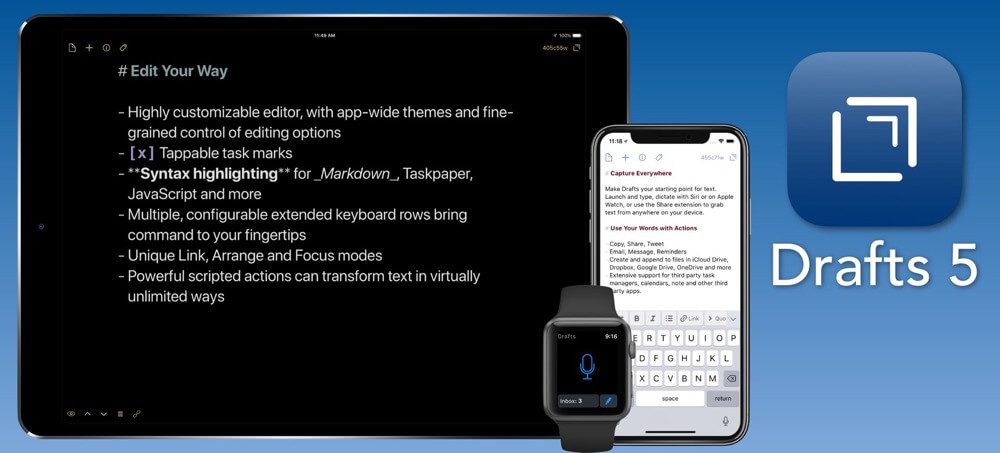 11:49 AM
100%
405c55w
# Edit Your Way
- Highly customizable editor, with app-wide themes and fine-
grained control of editing options
- [x] Tappable task marks
- **Syntax highlighting** for _Markdown_, Taskpaper,
JavaScript and more
- Multiple, configurable extended keyboard rows bring
command to your fingertips
- Unique Link, Arrange and Focus modes
- Powerful scripted actions can transform text in virtually
unlimited ways
11:18
465c77w
# Capture Everywhere
Make Drafts your starting point for text.
Launch and type, dictate with Siri or on Apple
Watch, or use the Share extension to grab
text from anywhere on your device.
# Use Your Words with Actions
- Copy, Share, Tweet
- Email, Message, Reminders
- Create and append to files in iCloud Drive,
Dropbox, Google Drive, OneDrive and more
- Extensive support for third party task
managers, calendars, note and other third
party apps.
B I Link > Quo
E R T Y U I O P
D F G H J K L
X C V B N M
space return
Drafts 9:16
Inbox: 3
Drafts 5